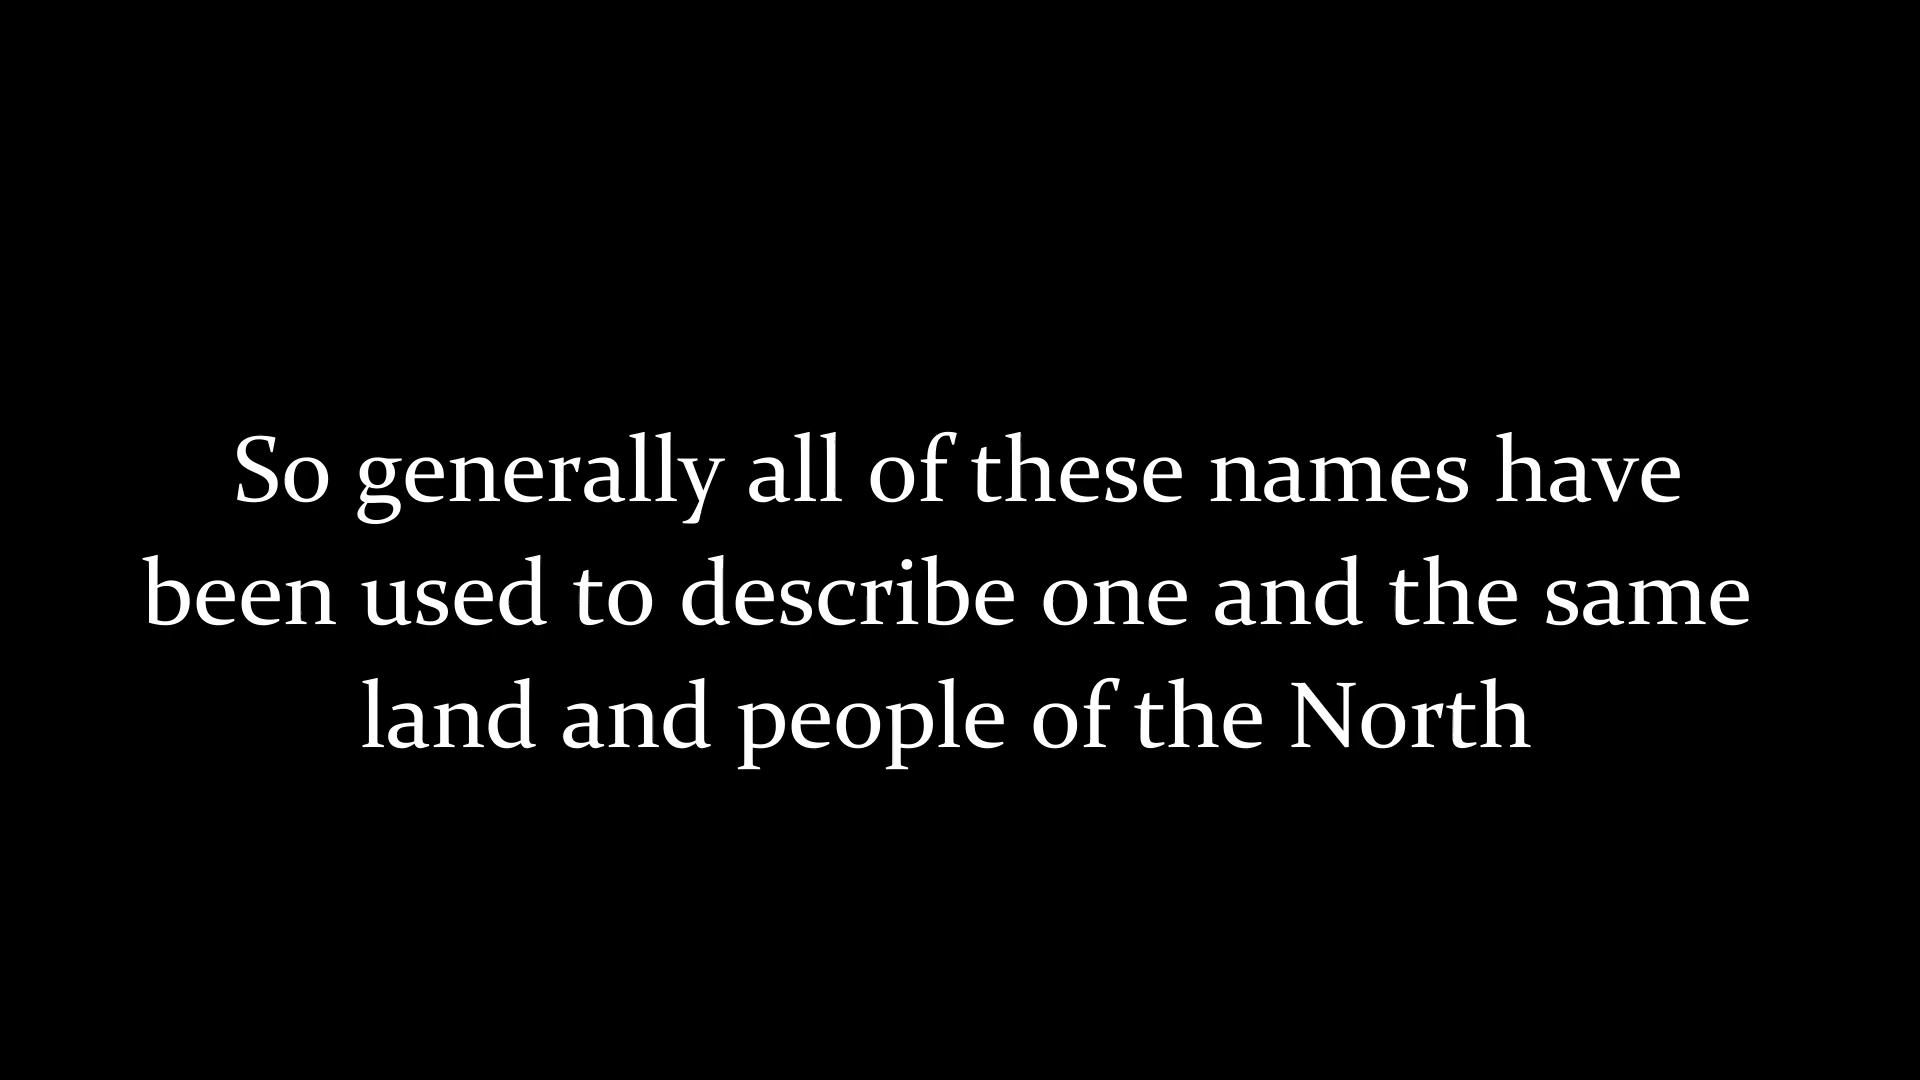 So generally all of these names have
been used to describe one and the same
land and people of the North